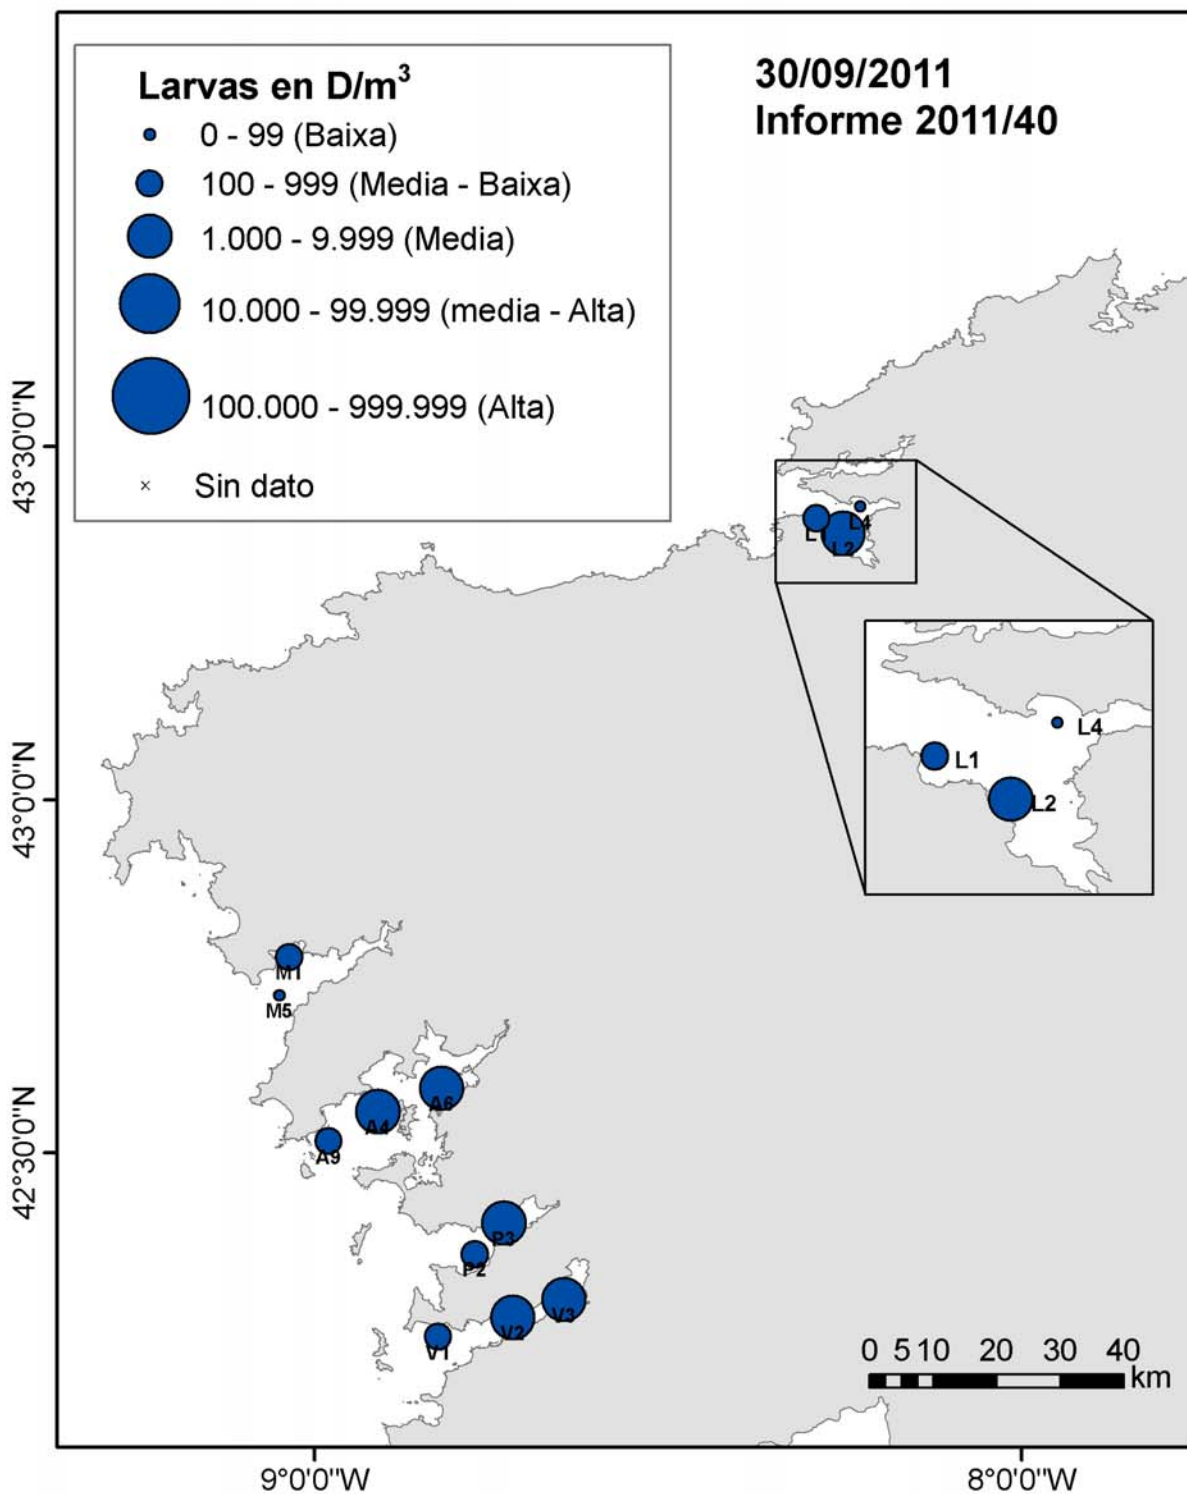 Larvas en D/m³
0 - 99 (Baixa)
100 - 999 (Media - Baixa)
1.000 - 9.999 (Media)
10.000 - 99.999 (media - Alta)
100.000 - 999.999 (Alta)
Sin dato
30/09/2011
Informe 2011/40
43°30'0"N
43°0'0"N
42°30'0"N
L4
L1
L2
L4
L1
L2
M1
M5
A6
A4
A9
P3
P2
V3
V2
V1
0 5 10 20 30 40
km
9°0'0"W
8°0'0"W